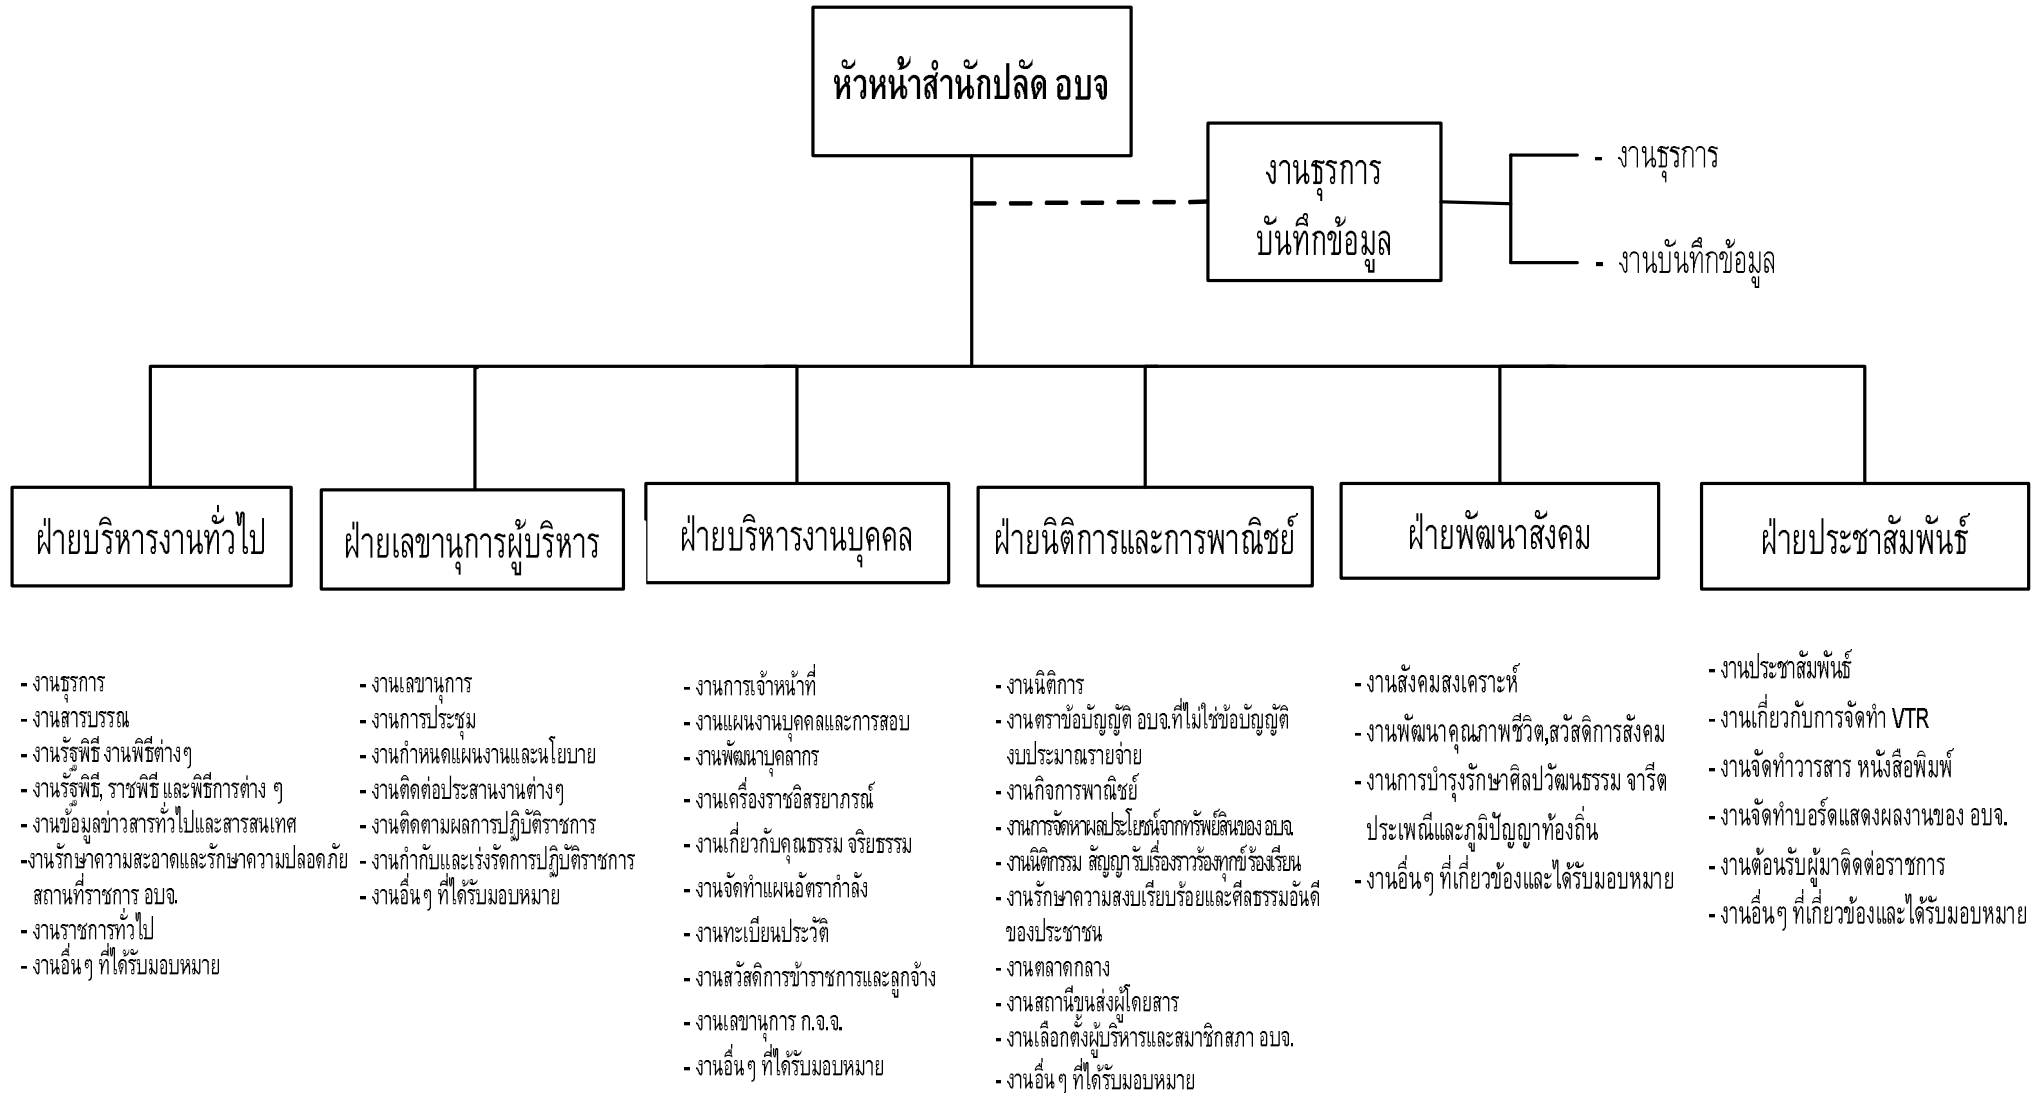 หัวหน้าสำนักปลัด อบจ
งานธุรการ
บันทึกข้อมูล
- งานธุรการ
- งานบันทึกข้อมูล
ฝ่ายบริหารงานทั่วไป
- งานธุรการ
- งานสารบรรณ
- งานรัฐพิธี งานพิธีต่างๆ
- งานรัฐพิธี, ราชพิธี และพิธีการต่าง ๆ
- งานข้อมูลข่าวสารทั่วไปและสารสนเทศ
-งานรักษาความสะอาดและรักษาความปลอดภัย
สถานที่ราชการ อบจ.
- งานราชการทั่วไป
- งานอื่นๆ ที่ได้รับมอบหมาย
ฝ่ายเลขานุการผู้บริหาร
- งานเลขานุการ
- งานการประชุม
- งานกำหนดแผนงานและนโยบาย
- งานติดต่อประสานงานต่างๆ
- งานติดตามผลการปฏิบัติราชการ
- งานกำกับและเร่งรัดการปฏิบัติราชการ
- งานอื่นๆ ที่ได้รับมอบหมาย
ฝ่ายบริหารงานบุคคล
- งานการเจ้าหน้าที่
- งานแผนงานบุคคลและการสอบ
- งานพัฒนาบุคลากร
- งานเครื่องราชอิสรยาภรณ์
- งานเกี่ยวกับคุณธรรม จริยธรรม
- งานจัดทำแผนอัตรากำลัง
- งานทะเบียนประวัติ
- งานสวัสดิการข้าราชการและลูกจ้าง
- งานเลขานุการ ก.จ.จ.
- งานอื่นๆ ที่ได้รับมอบหมาย
ฝ่ายนิติการและการพาณิชย์
- งานนิติการ
- งานตราข้อบัญญัติ อบจ.ที่ไม่ใช่ข้อบัญญัติ
งบประมาณรายจ่าย
- งานกิจการพาณิชย์
- งานการจัดหาผลประโยชน์จากทรัพย์สินของ อบจ.
- งานนิติกรรม สัญญา รับเรื่องราวร้องทุกข์ ร้องเรียน
- งานรักษาความสงบเรียบร้อยและศีลธรรมอันดี
ของประชาชน
- งานตลาดกลาง
- งานสถานีขนส่งผู้โดยสาร
- งานเลือกตั้งผู้บริหารและสมาชิกสภา อบจ.
- งานอื่นๆ ที่ได้รับมอบหมาย
ฝ่ายพัฒนาสังคม
- งานสังคมสงเคราะห์
- งานพัฒนาคุณภาพชีวิต,สวัสดิการสังคม
- งานการบำรุงรักษาศิลปวัฒนธรรม จารีต
ประเพณีและภูมิปัญญาท้องถิ่น
- งานอื่นๆ ที่เกี่ยวข้องและได้รับมอบหมาย
ฝ่ายประชาสัมพันธ์
- งานประชาสัมพันธ์
- งานเกี่ยวกับการจัดทำ VTR
- งานจัดทำวารสาร หนังสือพิมพ์
- งานจัดทำบอร์ดแสดงผลงานของ อบจ.
- งานต้อนรับผู้มาติดต่อราชการ
- งานอื่นๆ ที่เกี่ยวข้องและได้รับมอบหมาย